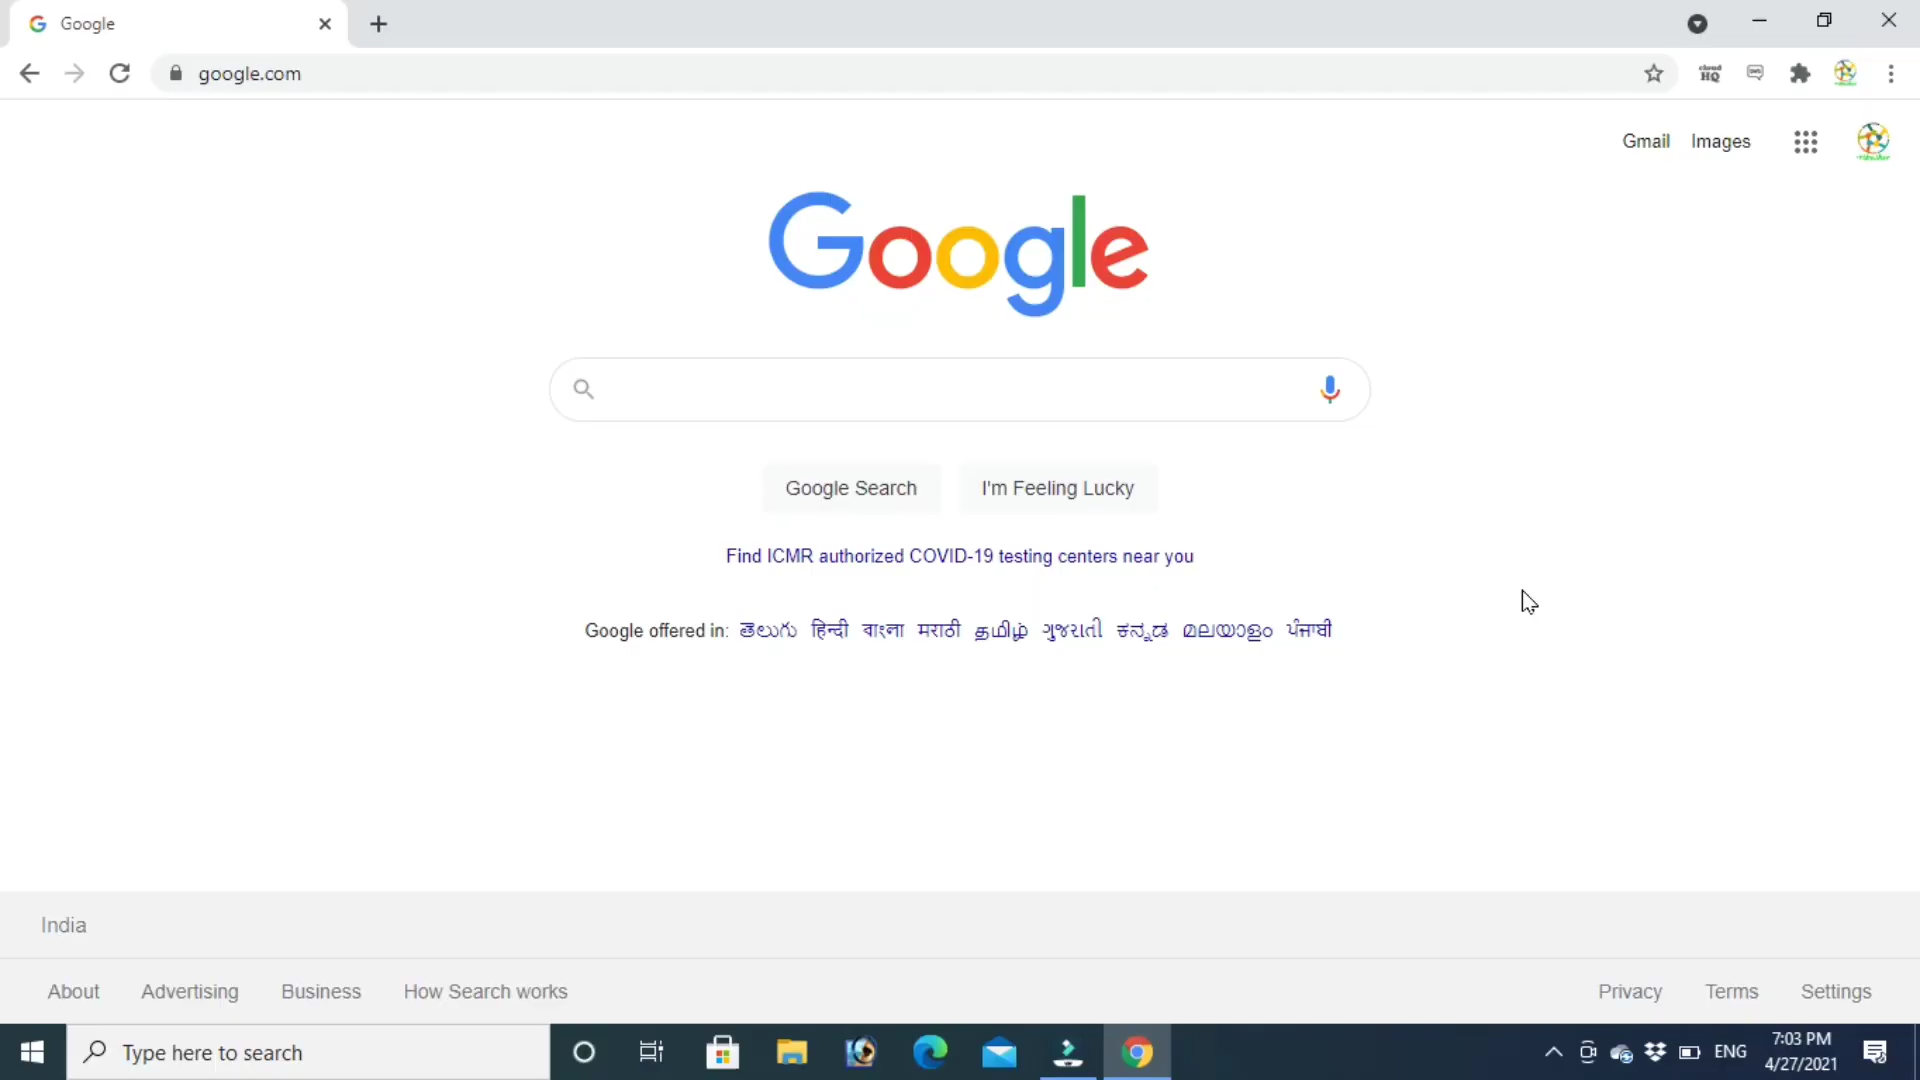 Google
google.com
cloud HQ
Gmail Images
Google
Google Search I'm Feeling Lucky
Find ICMR authorized COVID-19 testing centers near you
Google offered in: తెలుగు हिन्दी বাংলা मराठी தமிழ் ગુજરાતી ಕನ್ನಡ മലയാളം ਪੰਜਾਬੀ
India
About Advertising Business How Search works Privacy Terms Settings
Type here to search ENG 7:03 PM
4/27/2021